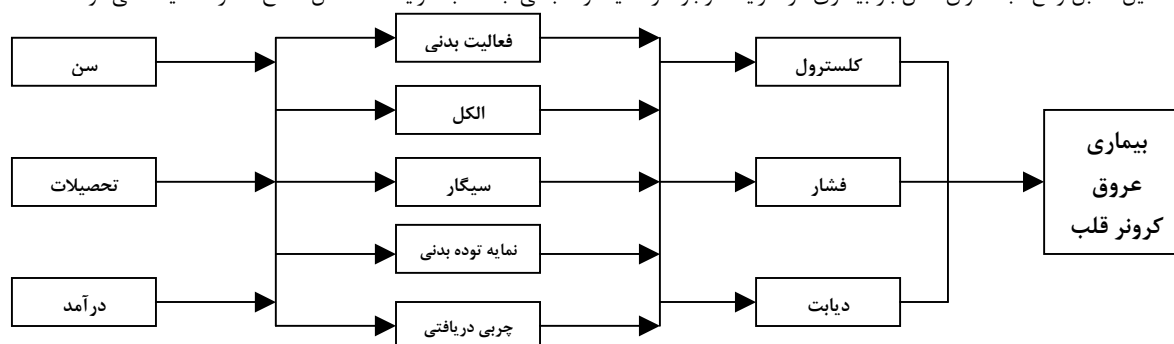 سن
تحصیلات
درآمد
فعالیت بدنی
الکل
سیگار
نمایه توده بدنی
چربی دریافتی
کلسترول
فشار
دیابت
بیماری
عروق
کرونر قلب